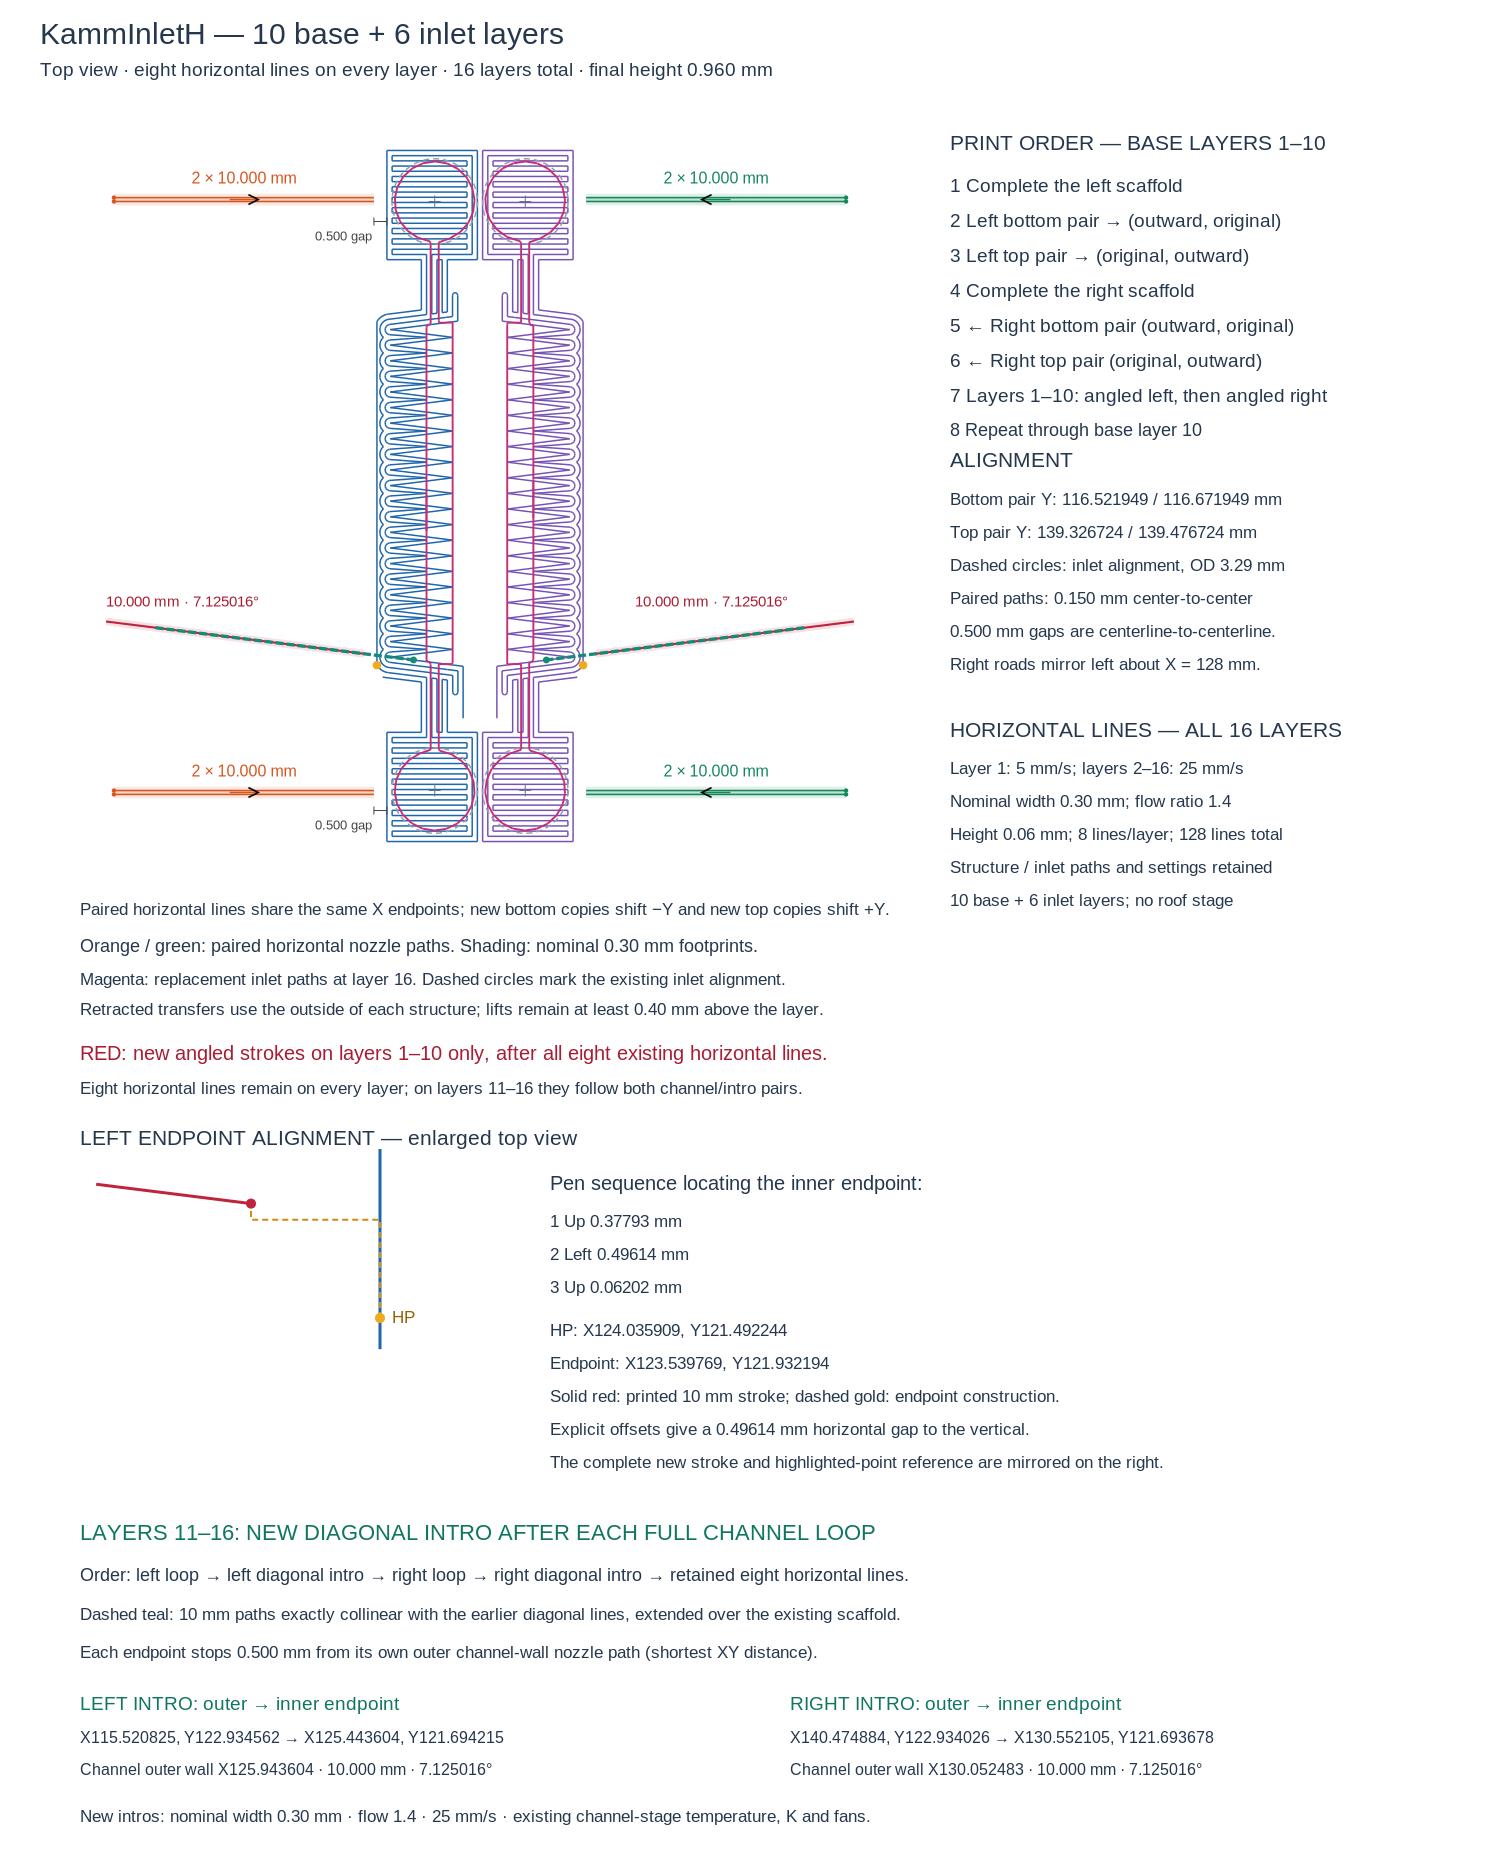 KammInletH — 10 base + 6 inlet layers
Top view · eight horizontal lines on every layer · 16 layers total · final height 0.960 mm
2 × 10.000 mm
2 × 10.000 mm
0.500 gap
10.000 mm · 7.125016°
10.000 mm · 7.125016°
2 × 10.000 mm
2 × 10.000 mm
0.500 gap
PRINT ORDER — BASE LAYERS 1–10
1 Complete the left scaffold
2 Left bottom pair → (outward, original)
3 Left top pair → (original, outward)
4 Complete the right scaffold
5 ← Right bottom pair (outward, original)
6 ← Right top pair (original, outward)
7 Layers 1–10: angled left, then angled right
8 Repeat through base layer 10
ALIGNMENT
Bottom pair Y: 116.521949 / 116.671949 mm
Top pair Y: 139.326724 / 139.476724 mm
Dashed circles: inlet alignment, OD 3.29 mm
Paired paths: 0.150 mm center-to-center
0.500 mm gaps are centerline-to-centerline.
Right roads mirror left about X = 128 mm.
HORIZONTAL LINES — ALL 16 LAYERS
Layer 1: 5 mm/s; layers 2–16: 25 mm/s
Nominal width 0.30 mm; flow ratio 1.4
Height 0.06 mm; 8 lines/layer; 128 lines total
Structure / inlet paths and settings retained
10 base + 6 inlet layers; no roof stage
Paired horizontal lines share the same X endpoints; new bottom copies shift −Y and new top copies shift +Y.
Orange / green: paired horizontal nozzle paths. Shading: nominal 0.30 mm footprints.
Magenta: replacement inlet paths at layer 16. Dashed circles mark the existing inlet alignment.
Retracted transfers use the outside of each structure; lifts remain at least 0.40 mm above the layer.
RED: new angled strokes on layers 1–10 only, after all eight existing horizontal lines.
Eight horizontal lines remain on every layer; on layers 11–16 they follow both channel/intro pairs.
LEFT ENDPOINT ALIGNMENT — enlarged top view
HP
Pen sequence locating the inner endpoint:
1 Up 0.37793 mm
2 Left 0.49614 mm
3 Up 0.06202 mm
HP: X124.035909, Y121.492244
Endpoint: X123.539769, Y121.932194
Solid red: printed 10 mm stroke; dashed gold: endpoint construction.
Explicit offsets give a 0.49614 mm horizontal gap to the vertical.
The complete new stroke and highlighted-point reference are mirrored on the right.
LAYERS 11–16: NEW DIAGONAL INTRO AFTER EACH FULL CHANNEL LOOP
Order: left loop → left diagonal intro → right loop → right diagonal intro → retained eight horizontal lines.
Dashed teal: 10 mm paths exactly collinear with the earlier diagonal lines, extended over the existing scaffold.
Each endpoint stops 0.500 mm from its own outer channel-wall nozzle path (shortest XY distance).
LEFT INTRO: outer → inner endpoint
X115.520825, Y122.934562 → X125.443604, Y121.694215
Channel outer wall X125.943604 · 10.000 mm · 7.125016°
RIGHT INTRO: outer → inner endpoint
X140.474884, Y122.934026 → X130.552105, Y121.693678
Channel outer wall X130.052483 · 10.000 mm · 7.125016°
New intros: nominal width 0.30 mm · flow 1.4 · 25 mm/s · existing channel-stage temperature, K and fans.